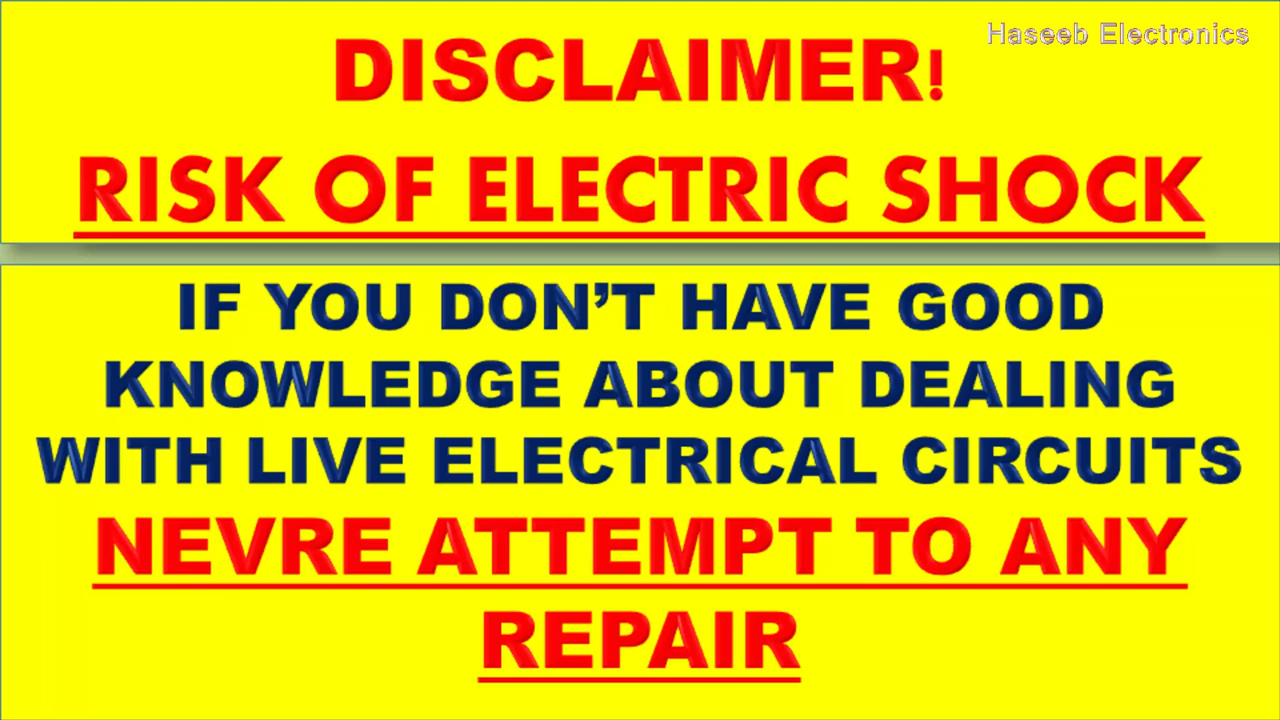 Haseeb Electronics
DISCLAIMER!
RISK OF ELECTRIC SHOCK
IF YOU DON’T HAVE GOOD
KNOWLEDGE ABOUT DEALING
WITH LIVE ELECTRICAL CIRCUITS
NEVRE ATTEMPT TO ANY
REPAIR